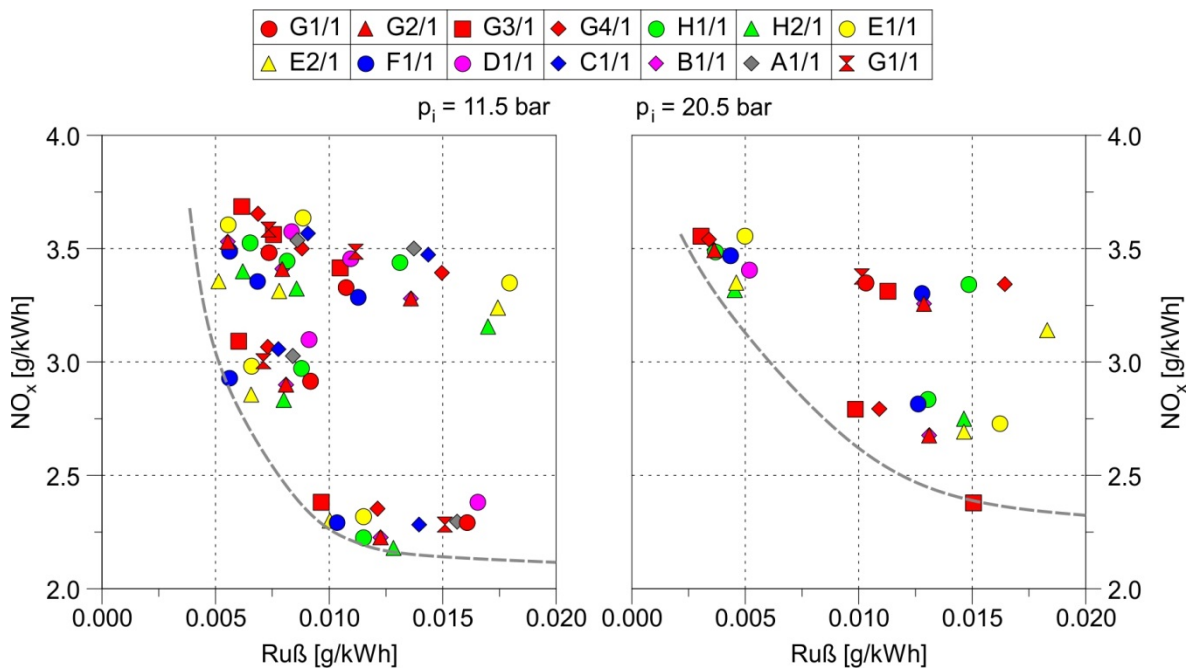 G1/1 G2/1 G3/1 G4/1 H1/1 H2/1 E1/1
E2/1 F1/1 D1/1 C1/1 B1/1 A1/1 G1/1
pᵢ = 11.5 bar pᵢ = 20.5 bar
4.0 4.0
3.5 3.5
3.0 3.0
2.5 2.5
2.0 2.0
NOₓ [g/kWh] NOₓ [g/kWh]
0.000 0.005 0.010 0.015 0.020 0.000 0.005 0.010 0.015 0.020
Ruß [g/kWh] Ruß [g/kWh]